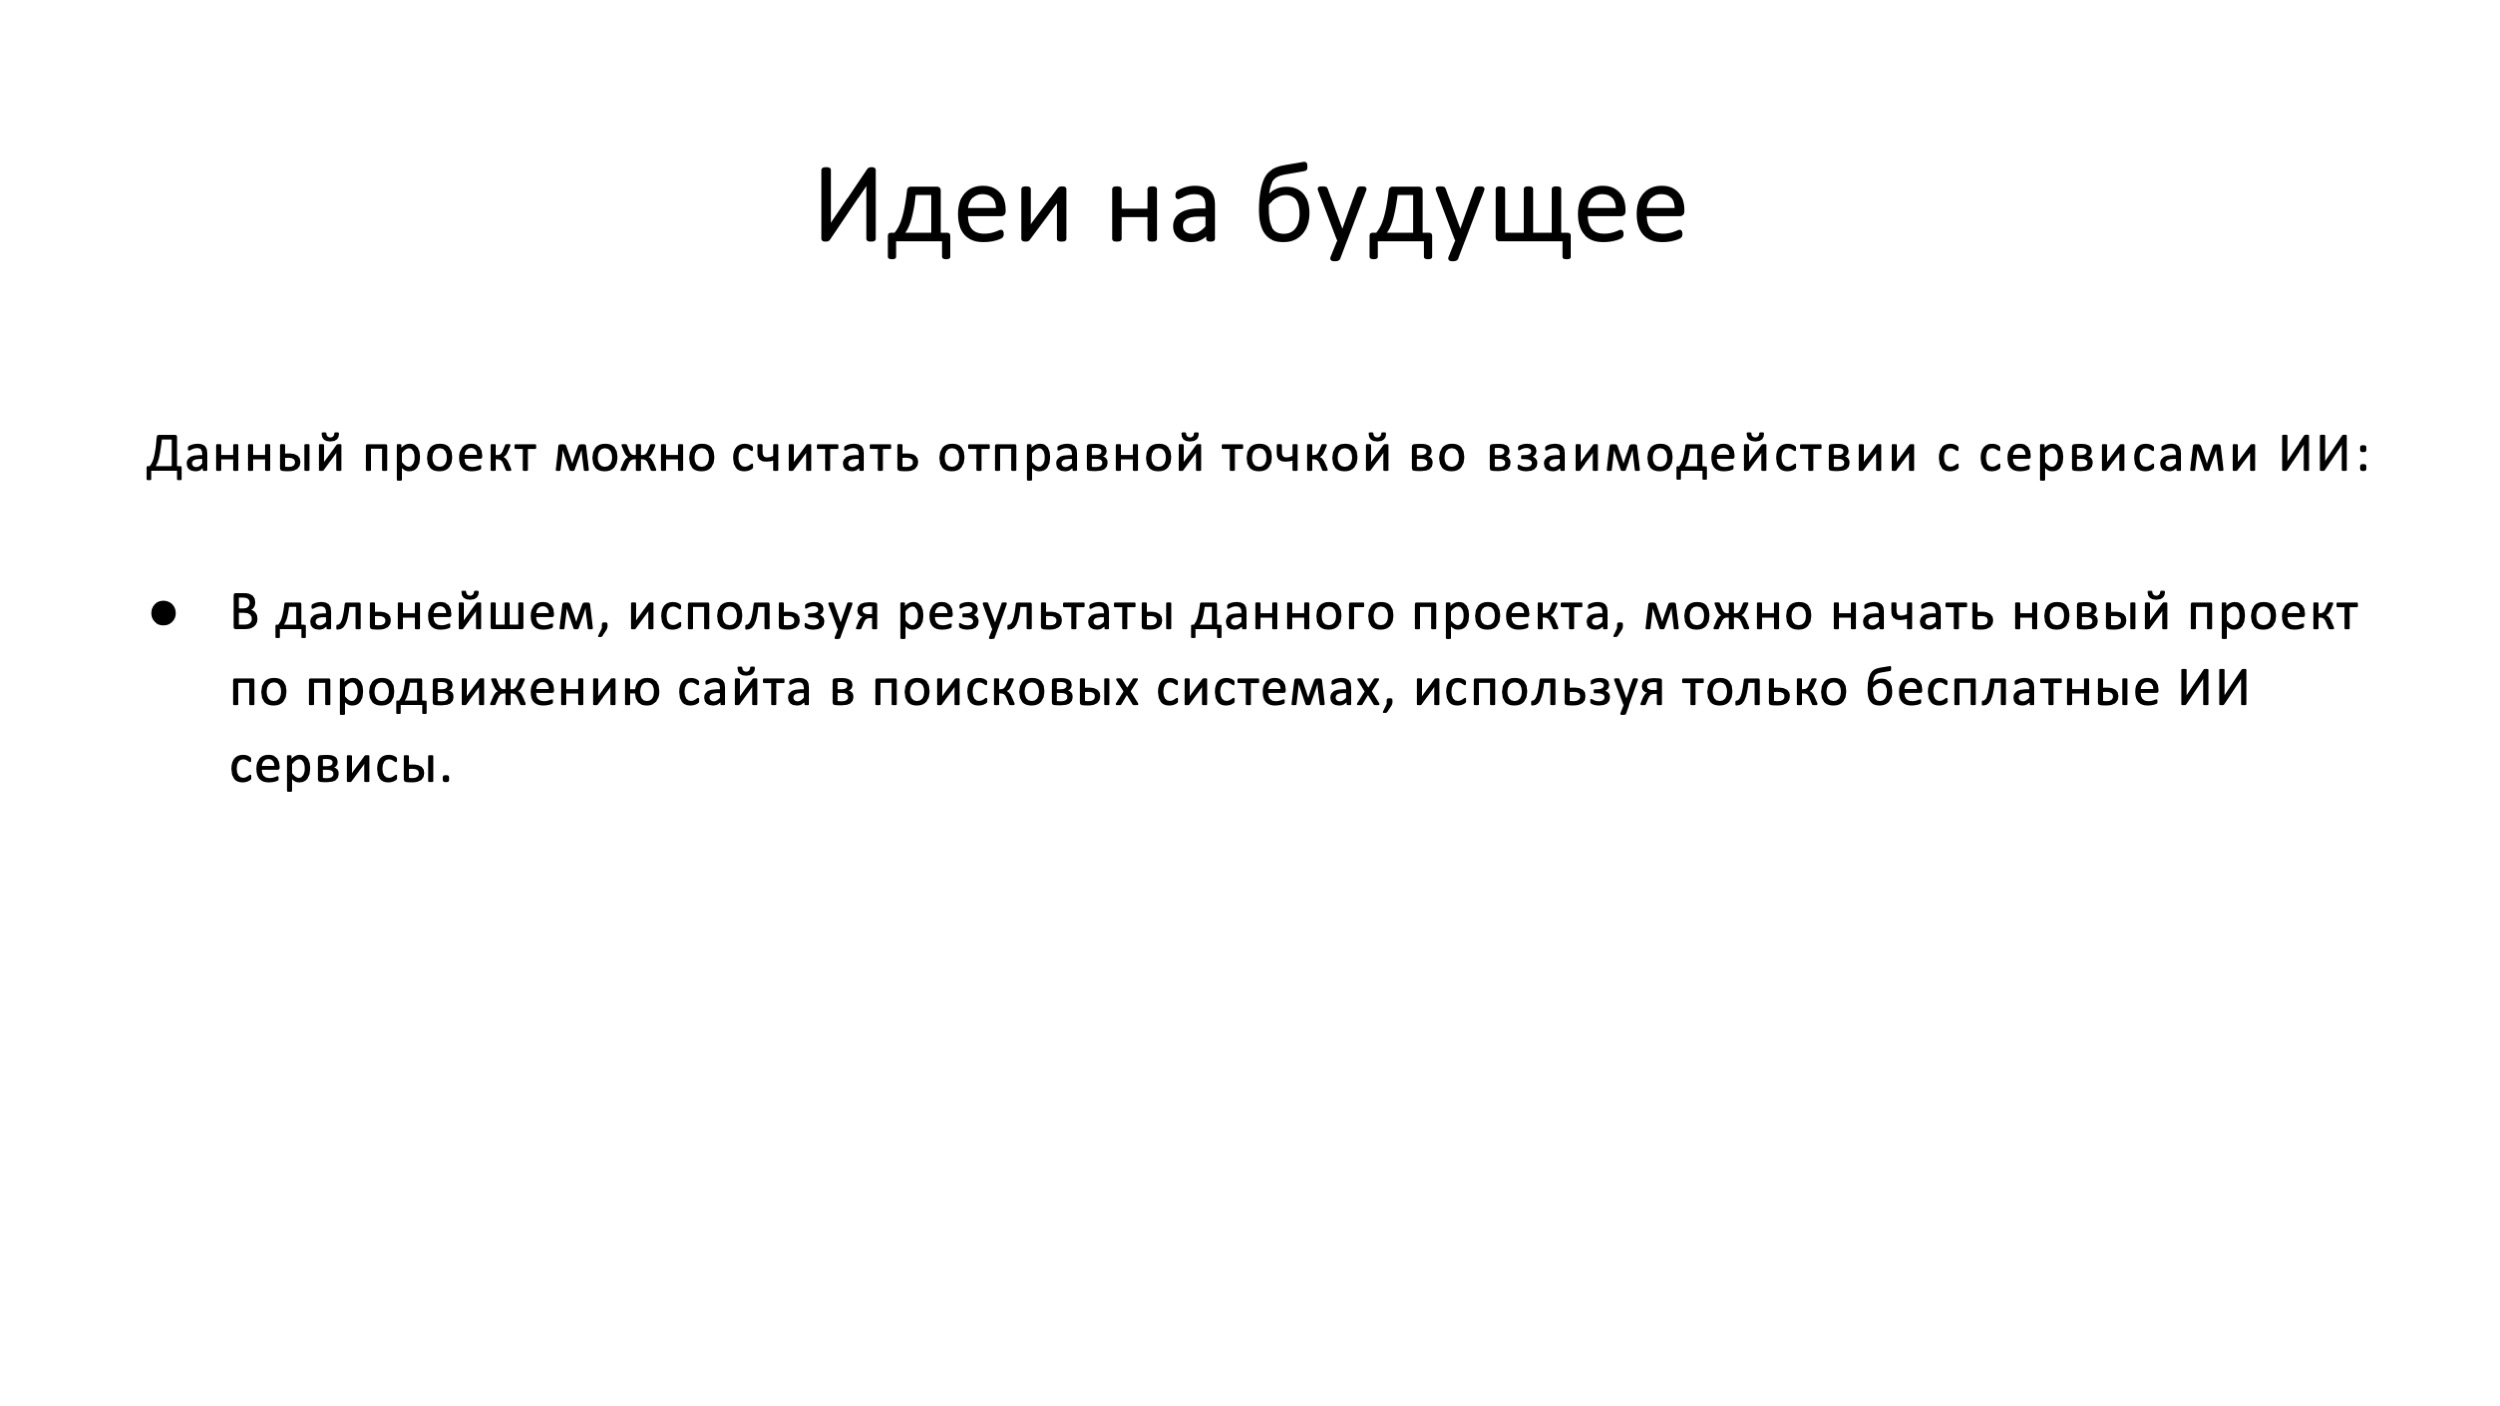 Идеи на будущее
Данный проект можно считать отправной точкой во взаимодействии с сервисами ИИ:
● В дальнейшем, используя результаты данного проекта, можно начать новый проект
по продвижению сайта в поисковых системах, используя только бесплатные ИИ
сервисы.